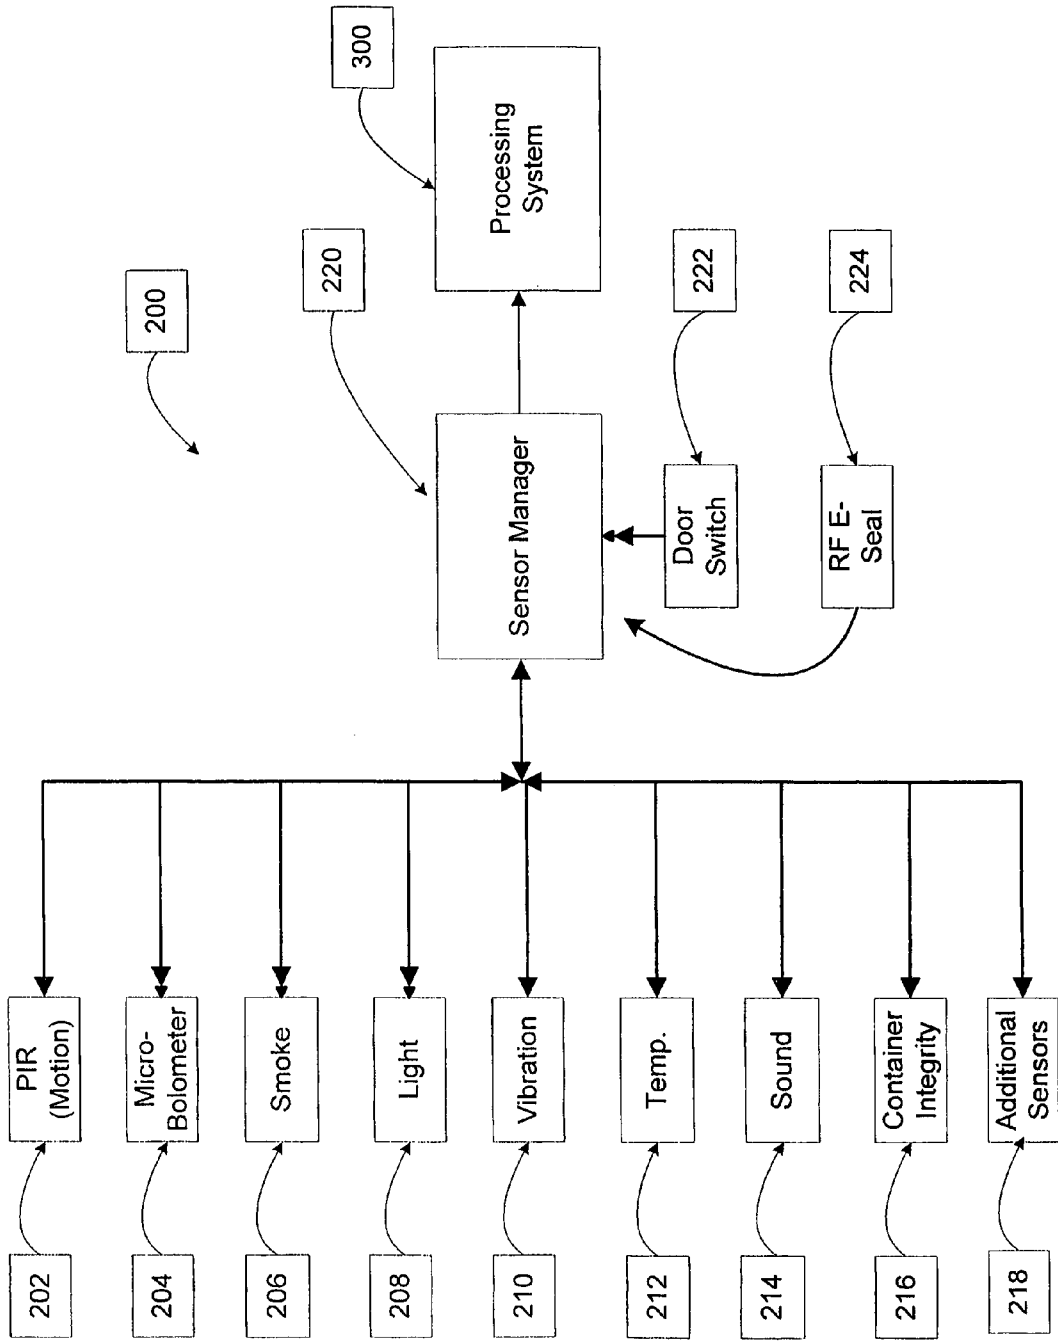 202
PIR
(Motion)
204
Micro-
Bolometer
206
Smoke
208
Light
210
Vibration
212
Temp.
214
Sound
216
Container
Integrity
218
Additional
Sensors
200
220
Sensor Manager
300
Processing
System
222
Door
Switch
224
RF E-
Seal